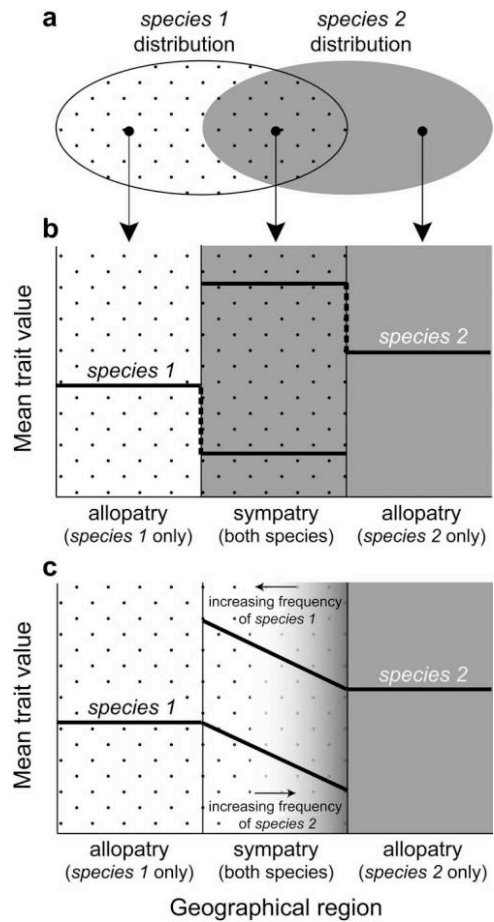 a
species 1
distribution
species 2
distribution
b
Mean trait value
species 1
species 2
allopatry
(species 1 only)
sympatry
(both species)
allopatry
(species 2 only)
c
Mean trait value
increasing frequency
of species 1
species 1
species 2
increasing frequency
of species 2
allopatry
(species 1 only)
sympatry
(both species)
allopatry
(species 2 only)
Geographical region